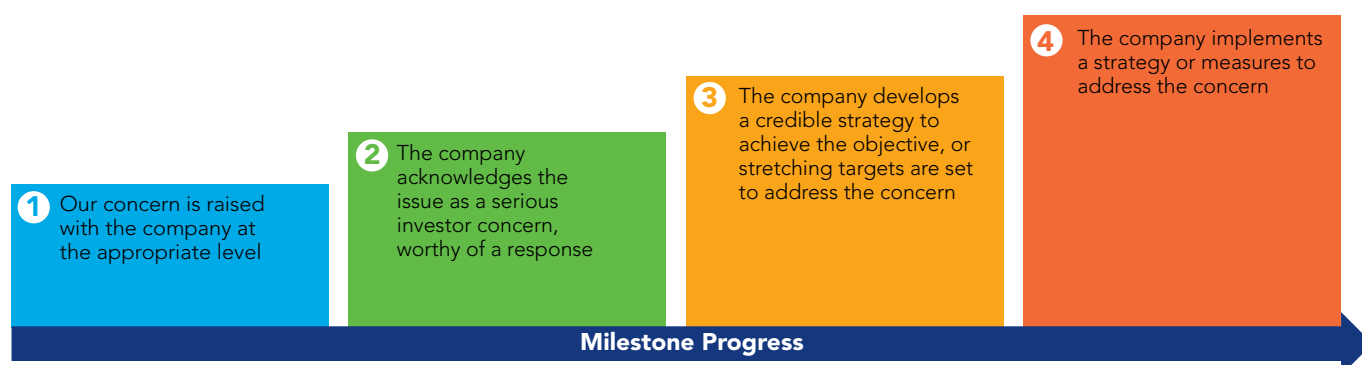 1
Our concern is raised
with the company at
the appropriate level
2
The company
acknowledges the
issue as a serious
investor concern,
worthy of a response
3
The company develops
a credible strategy to
achieve the objective, or
stretching targets are set
to address the concern
4
The company implements
a strategy or measures to
address the concern
Milestone Progress